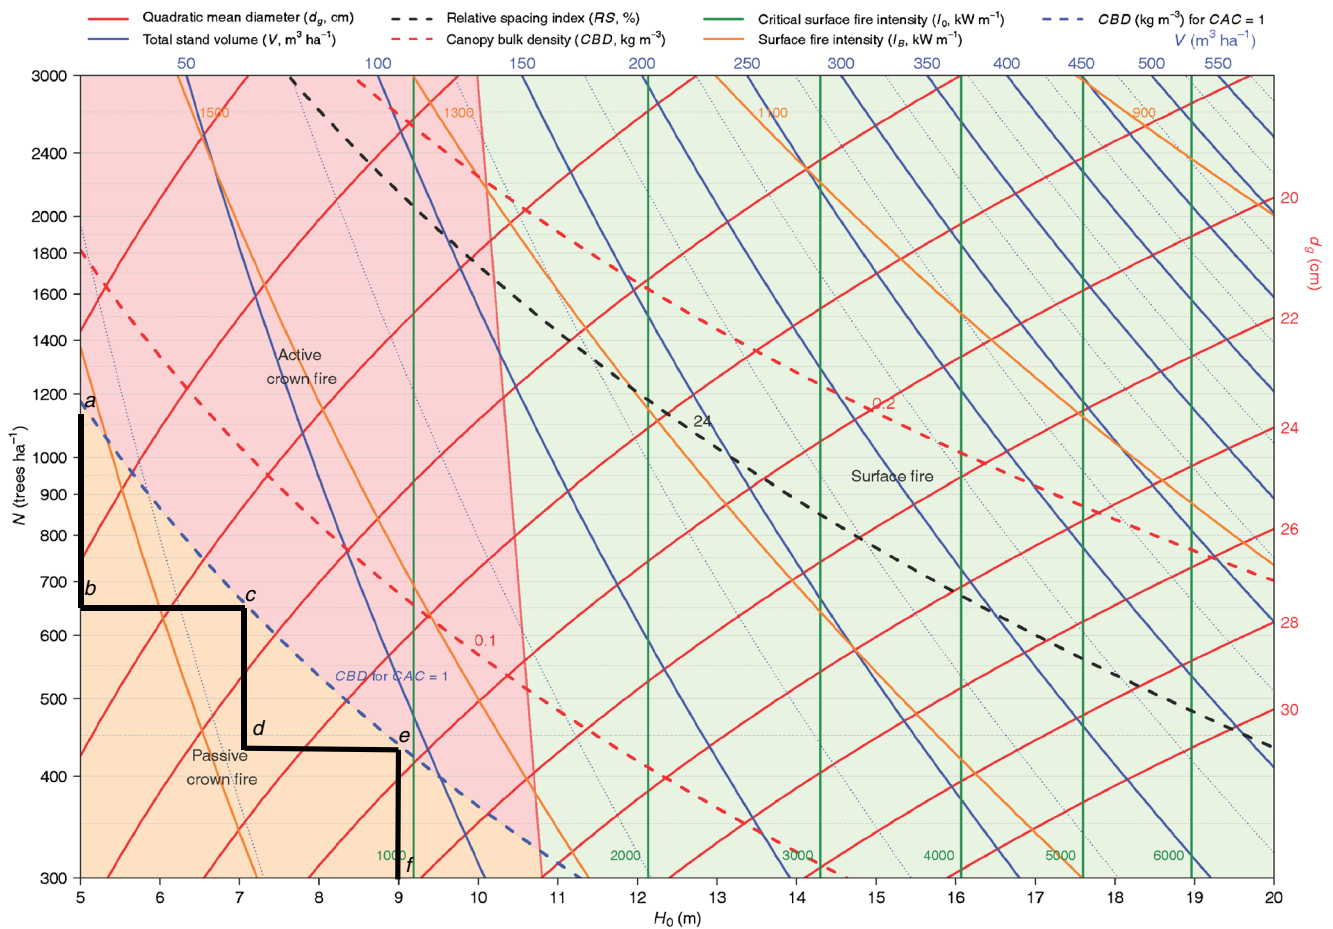 Quadratic mean diameter (dg, cm)
Relative spacing index (RS, %)
Critical surface fire intensity (I0, kW m−1)
CBD (kg m−3) for CAC = 1
Total stand volume (V, m3 ha−1)
Canopy bulk density (CBD, kg m−3)
Surface fire intensity (IB, kW m−1)
V (m3 ha−1)
50 100 150 200 250 300 350 400 450 500 550
3000
1500 1300 1100 900
2400
20
2000
dg (cm)
1800
1600
22
1400
Active
crown fire
1200
a
0.2
24
24
1000
Surface fire
N (trees ha−1)
900
26
800
700
b
c
28
600
0.1
CBD for CAC = 1
500
30
d
e
Passive
crown fire
400
1000 2000 3000 4000 5000 6000
f
300
5 6 7 8 9 10 11 12 13 14 15 16 17 18 19 20
H0 (m)